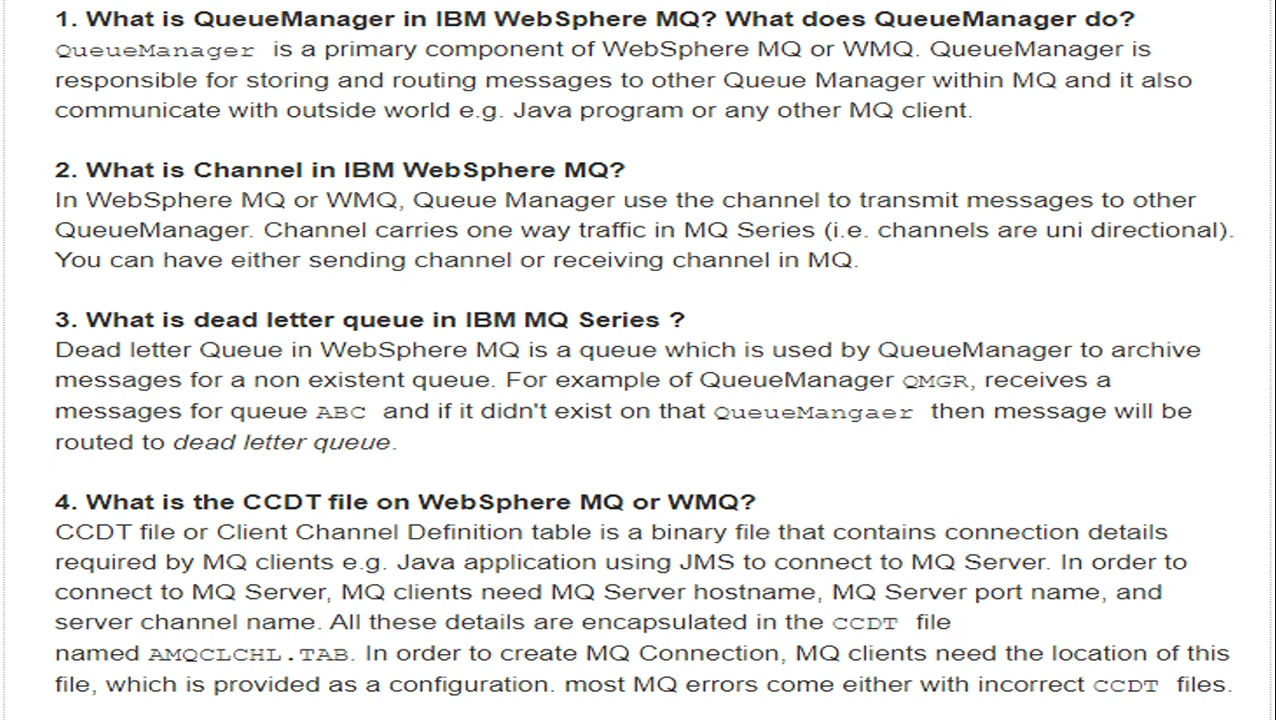 1. What is QueueManager in IBM WebSphere MQ? What does QueueManager do?
QueueManager is a primary component of WebSphere MQ or WMQ. QueueManager is
responsible for storing and routing messages to other Queue Manager within MQ and it also
communicate with outside world e.g. Java program or any other MQ client.
2. What is Channel in IBM WebSphere MQ?
In WebSphere MQ or WMQ, Queue Manager use the channel to transmit messages to other
QueueManager. Channel carries one way traffic in MQ Series (i.e. channels are uni directional).
You can have either sending channel or receiving channel in MQ.
3. What is dead letter queue in IBM MQ Series ?
Dead letter Queue in WebSphere MQ is a queue which is used by QueueManager to archive
messages for a non existent queue. For example of QueueManager QMGR, receives a
messages for queue ABC and if it didn't exist on that QueueMangaer then message will be
routed to dead letter queue.
4. What is the CCDT file on WebSphere MQ or WMQ?
CCDT file or Client Channel Definition table is a binary file that contains connection details
required by MQ clients e.g. Java application using JMS to connect to MQ Server. In order to
connect to MQ Server, MQ clients need MQ Server hostname, MQ Server port name, and
server channel name. All these details are encapsulated in the CCDT file
named AMQCLCHL.TAB. In order to create MQ Connection, MQ clients need the location of this
file, which is provided as a configuration. most MQ errors come either with incorrect CCDT files.